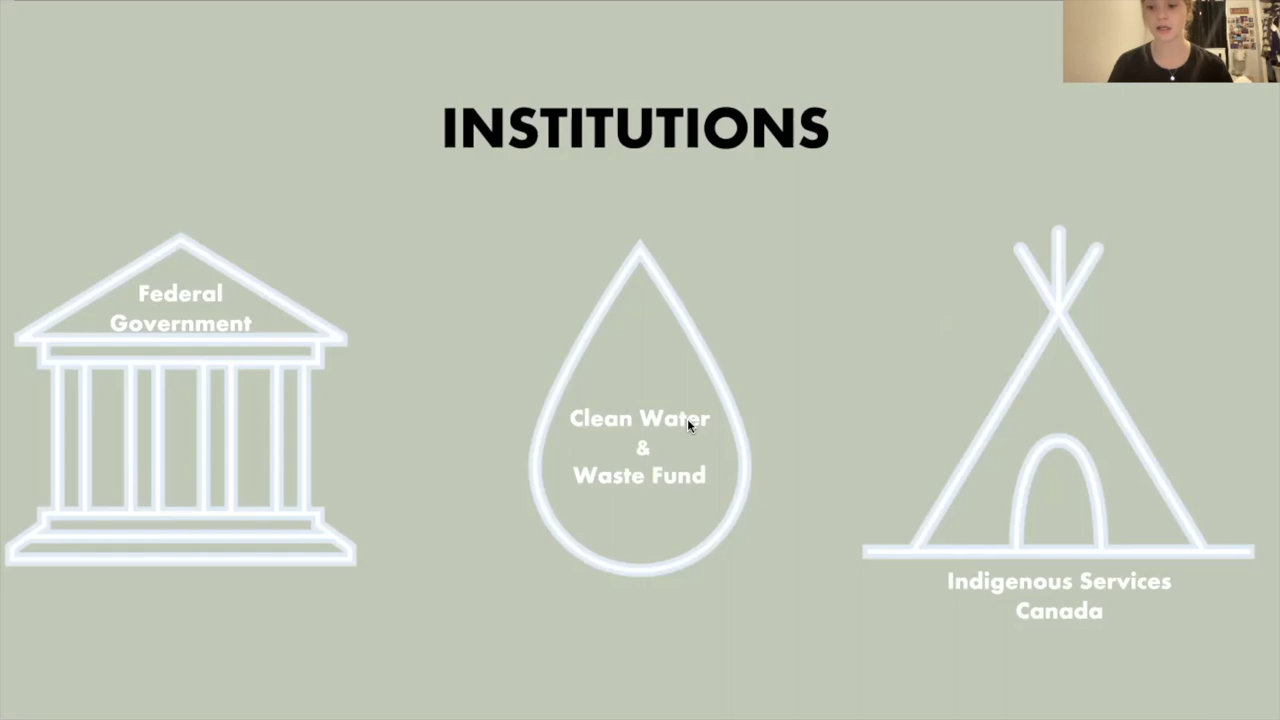 INSTITUTIONS
Federal
Government
Clean Water
&
Waste Fund
Indigenous Services
Canada